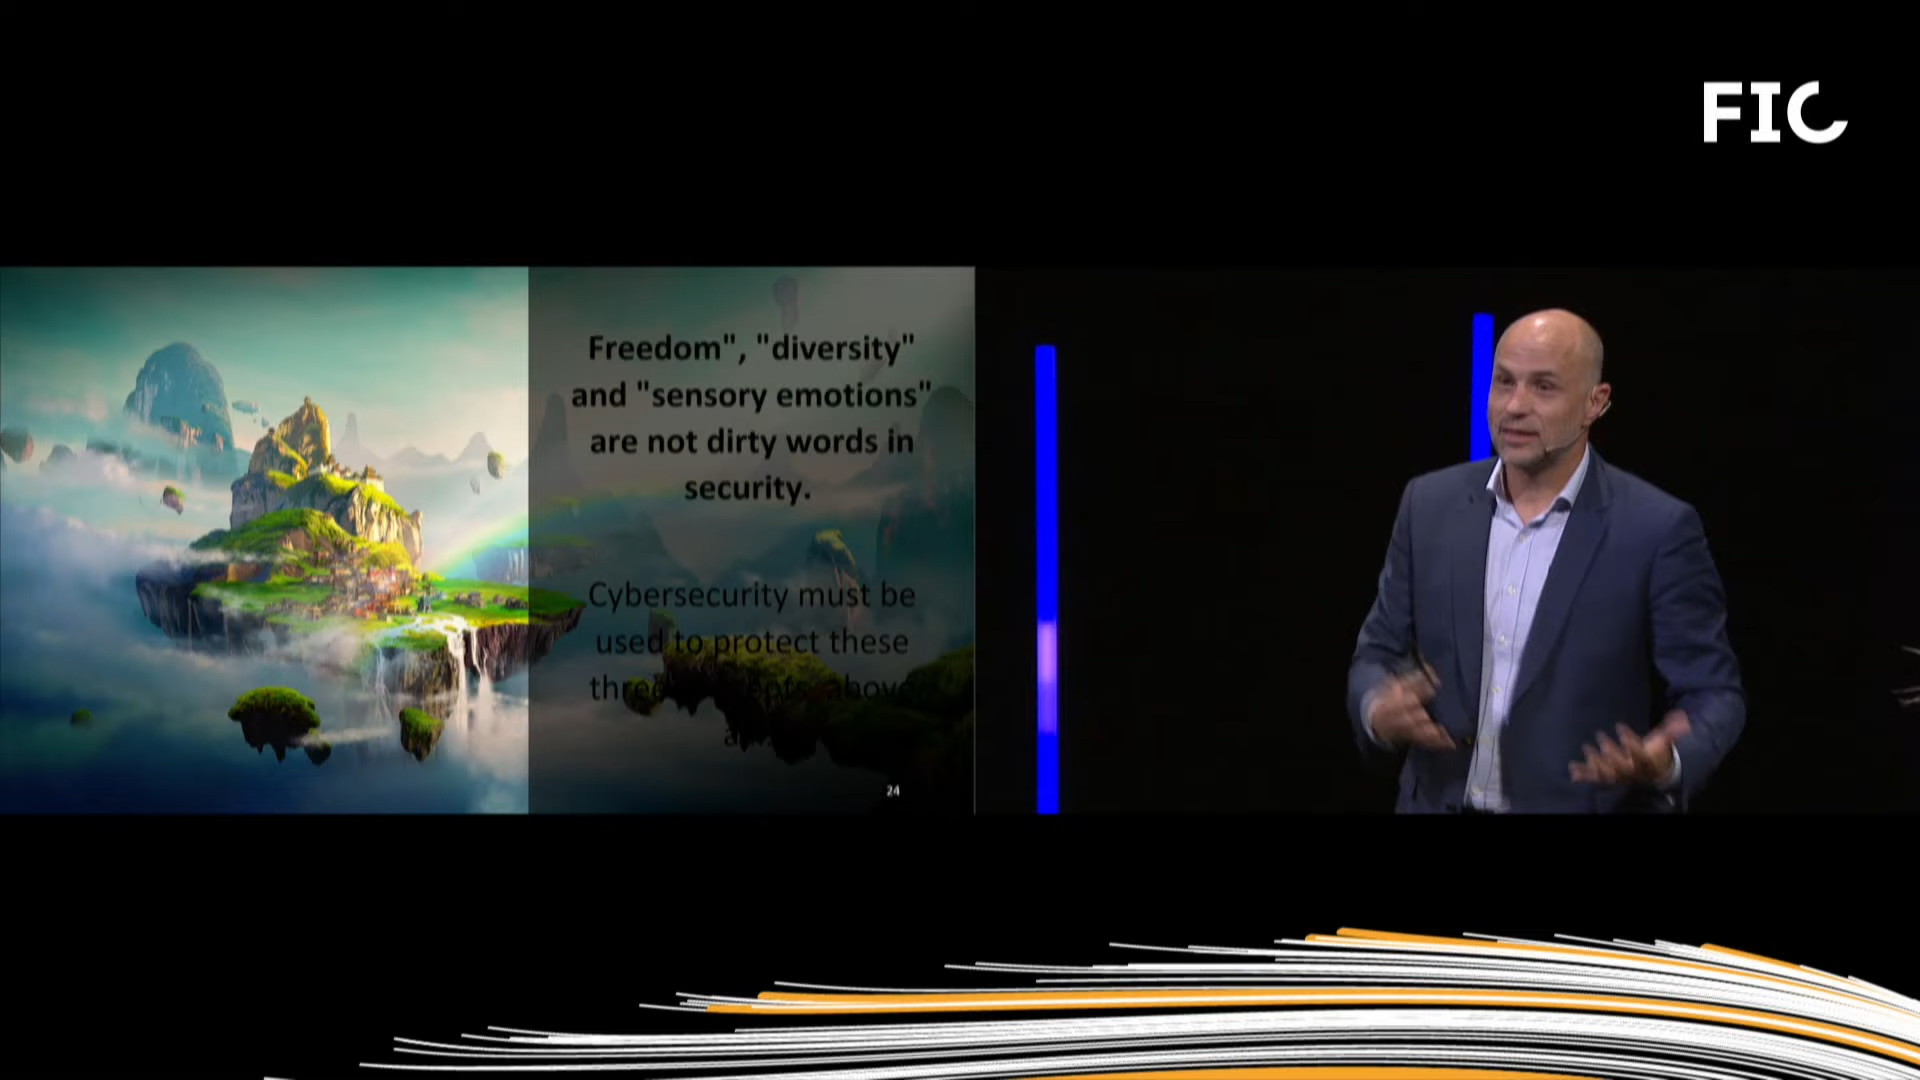 FIC
Freedom", "diversity"
and "sensory emotions"
are not dirty words in
security.
Cybersecurity must be
used to protect these
24